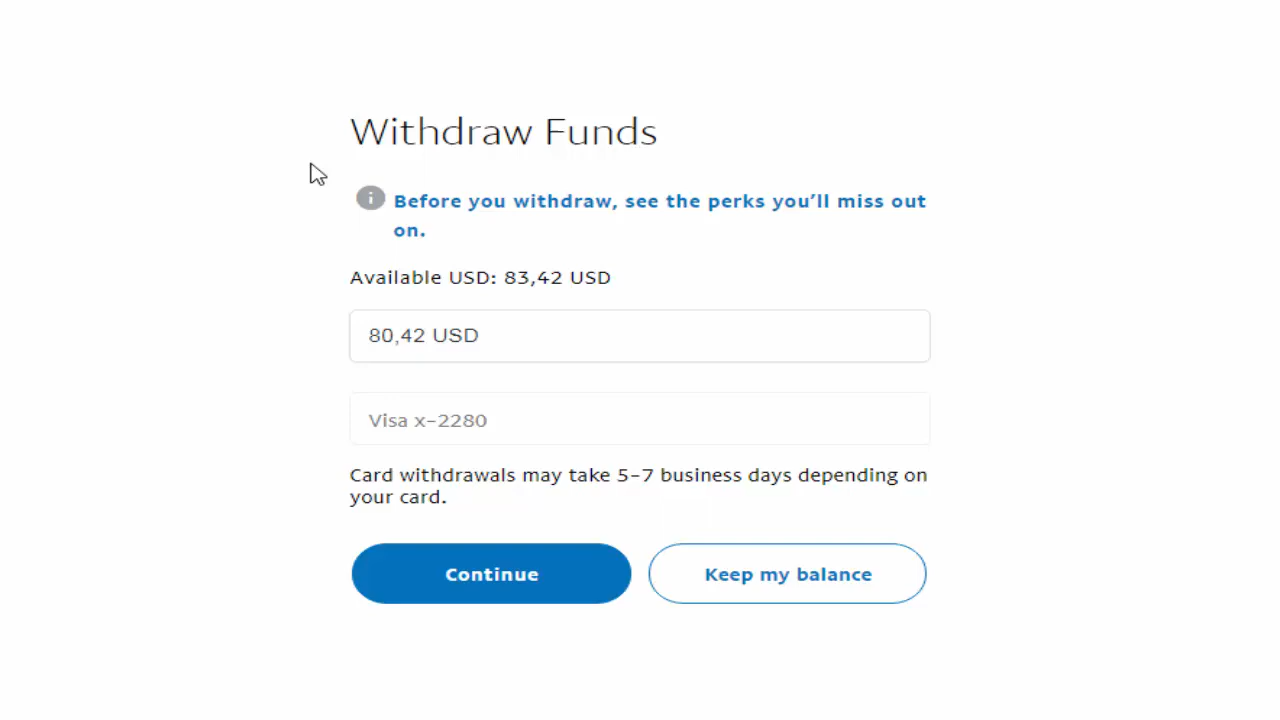 Withdraw Funds
Before you withdraw, see the perks you’ll miss out
on.
Available USD: 83,42 USD
80,42 USD
Visa x-2280
Card withdrawals may take 5-7 business days depending on
your card.
Continue
Keep my balance